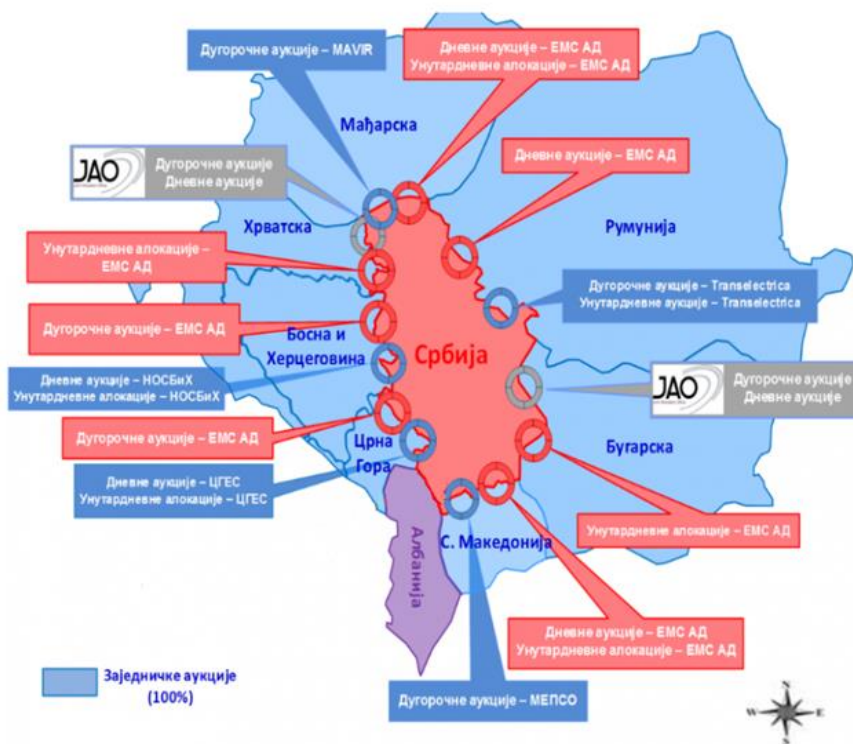 Дугорочне аукције – MAVIR
Дневне аукције – ЕМС АД
Унутардневне алокације – ЕМС АД
Мађарска
Дневне аукције – ЕМС АД
JAO
Дугорочне аукције
Дневне аукције
Хрватска
Румунија
Унутардневне алокације –
ЕМС АД
Дугорочне аукције – Transelectrica
Унутардневне аукције – Transelectrica
Дугорочне аукције – ЕМС АД
Босна и
Херцеговина
Србија
Дневне аукције – НОСБиХ
Унутардневне алокације – НОСБиХ
JAO
Дугорочне аукције
Дневне аукције
Дугорочне аукције – ЕМС АД
Црна
Гора
Бугарска
Дневне аукције – ЦГЕС
Унутардневне алокације – ЦГЕС
Унутардневне алокације – ЕМС АД
С. Македонија
Албанија
Дневне аукције – ЕМС АД
Унутардневне алокације – ЕМС АД
Заједничке аукције
(100%)
Дугорочне аукције – МЕПСО
N
W
E
S